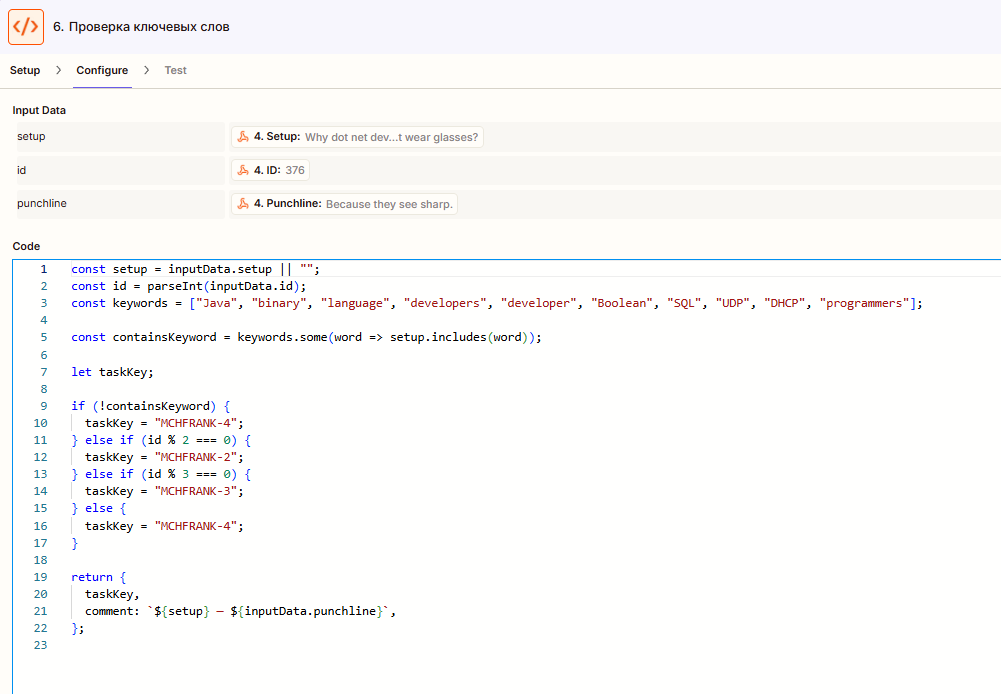 </> 6. Проверка ключевых слов
Setup > Configure > Test
Input Data
setup 4. Setup: Why dot net dev...t wear glasses?
id 4. ID: 376
punchline 4. Punchline: Because they see sharp.
Code
1 const setup = inputData.setup || "";
2 const id = parseInt(inputData.id);
3 const keywords = ["Java", "binary", "language", "developers", "developer", "Boolean", "SQL", "UDP", "DHCP", "programmers"];
4
5 const containsKeyword = keywords.some(word => setup.includes(word));
6
7 let taskKey;
8
9 if (!containsKeyword) {
10   taskKey = "MCHFRANK-4";
11 } else if (id % 2 === 0) {
12   taskKey = "MCHFRANK-2";
13 } else if (id % 3 === 0) {
14   taskKey = "MCHFRANK-3";
15 } else {
16   taskKey = "MCHFRANK-4";
17 }
18
19 return {
20   taskKey,
21   comment: `${setup} — ${inputData.punchline}`,
22 };
23